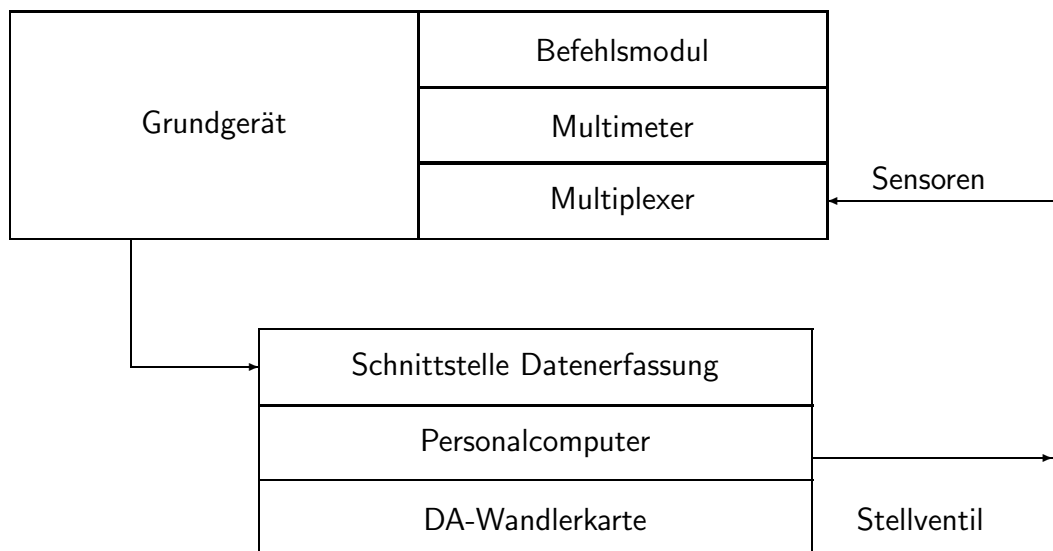 Befehlsmodul
Grundgerät
Multimeter
Multiplexer
Sensoren
Schnittstelle Datenerfassung
Personalcomputer
DA-Wandlerkarte
Stellventil